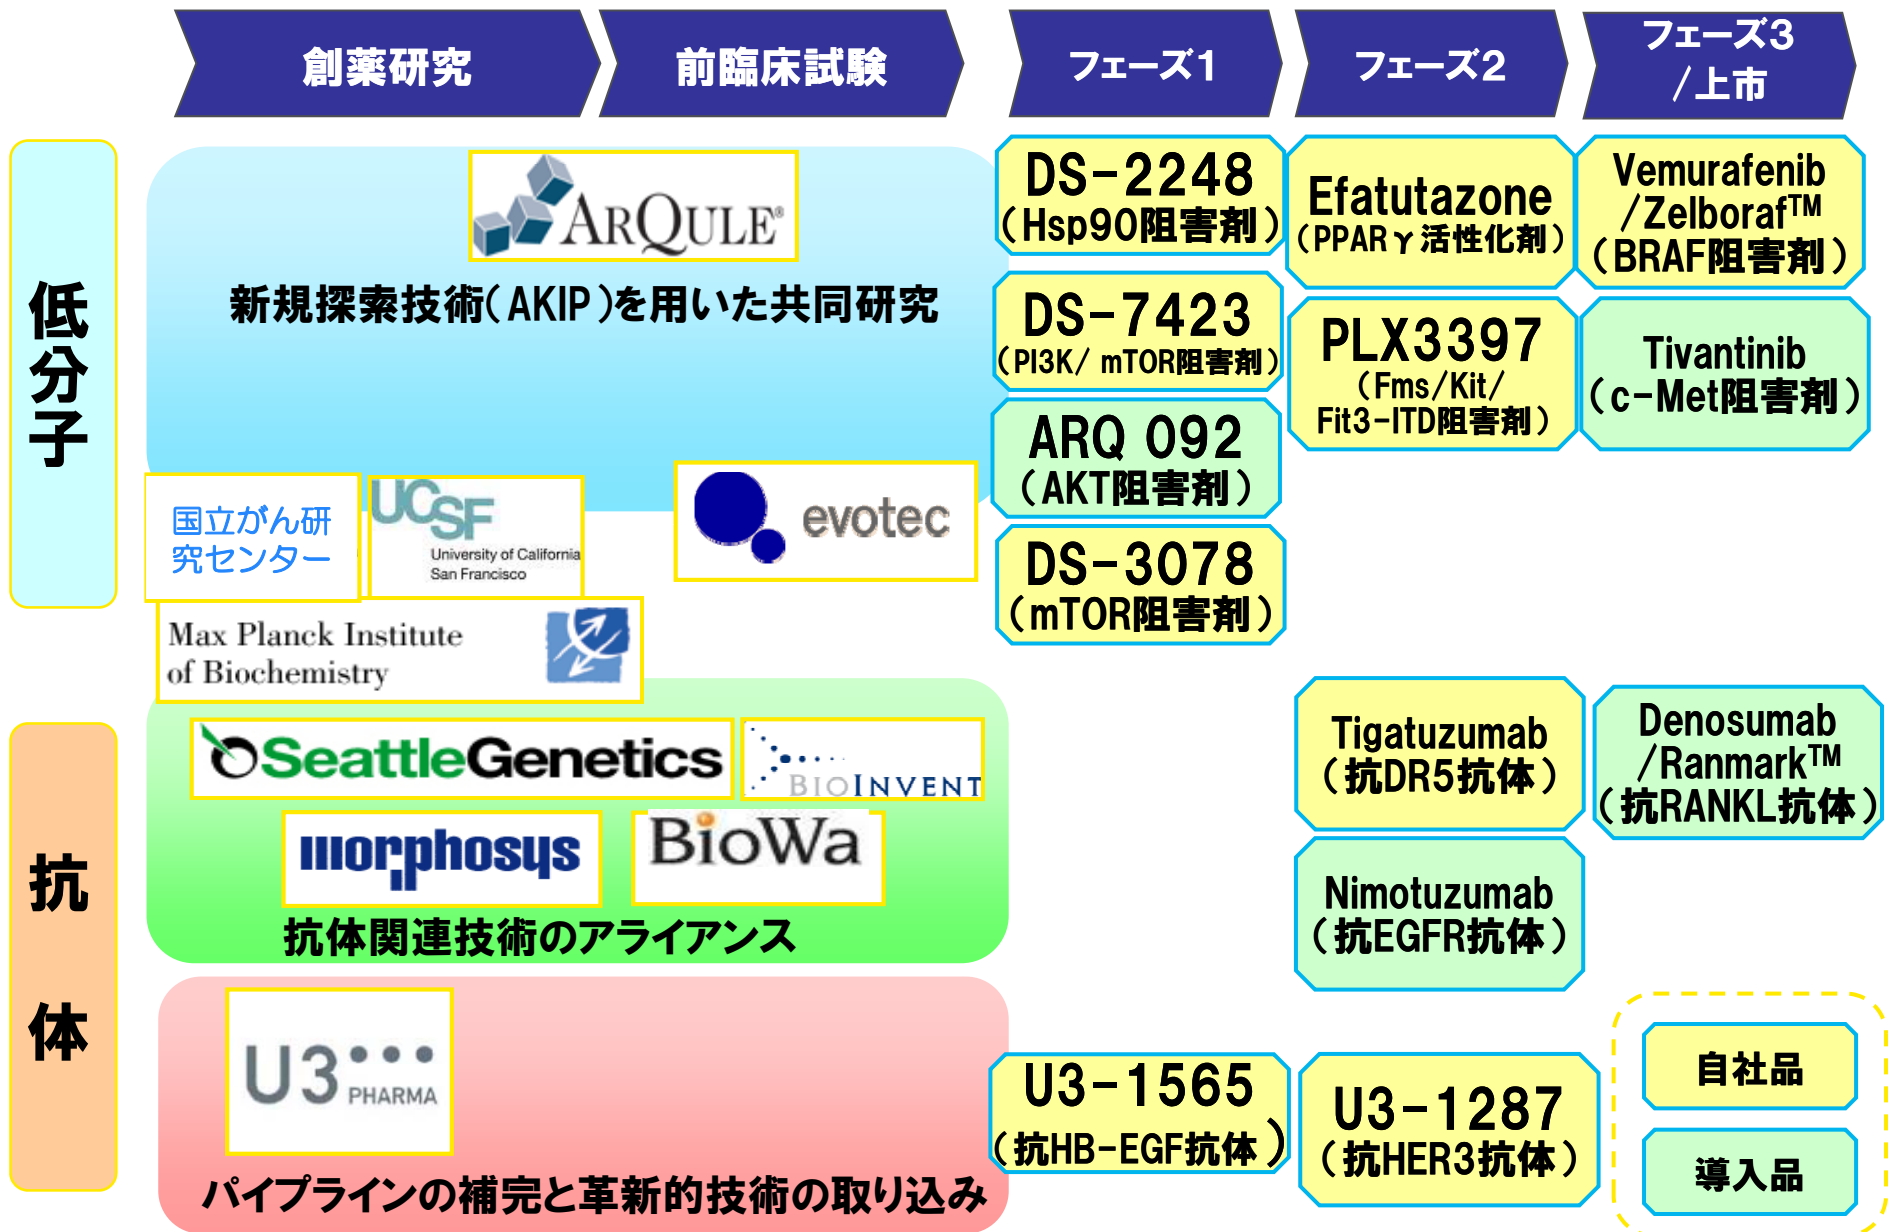 創薬研究
前臨床試験
フェーズ1
フェーズ2
フェーズ3
/上市
低分子
ARQULE®
新規探索技術(AKIP)を用いた共同研究
国立がん研
究センター
UCSF
University of California
San Francisco
evotec
Max Planck Institute
of Biochemistry
DS-2248
(Hsp90阻害剤)
DS-7423
(PI3K/ mTOR阻害剤)
ARQ 092
(AKT阻害剤)
DS-3078
(mTOR阻害剤)
Efatutazone
(PPARγ活性化剤)
PLX3397
(Fms/Kit/
Fit3-ITD阻害剤)
Vemurafenib
/Zelboraf™
(BRAF阻害剤)
Tivantinib
(c-Met阻害剤)
抗体
SeattleGenetics
BIOINVENT
morphosys
BioWa
抗体関連技術のアライアンス
Tigatuzumab
(抗DR5抗体)
Nimotuzumab
(抗EGFR抗体)
Denosumab
/Ranmark™
(抗RANKL抗体)
U3 PHARMA
パイプラインの補完と革新的技術の取り込み
U3-1565
(抗HB-EGF抗体)
U3-1287
(抗HER3抗体)
自社品
導入品